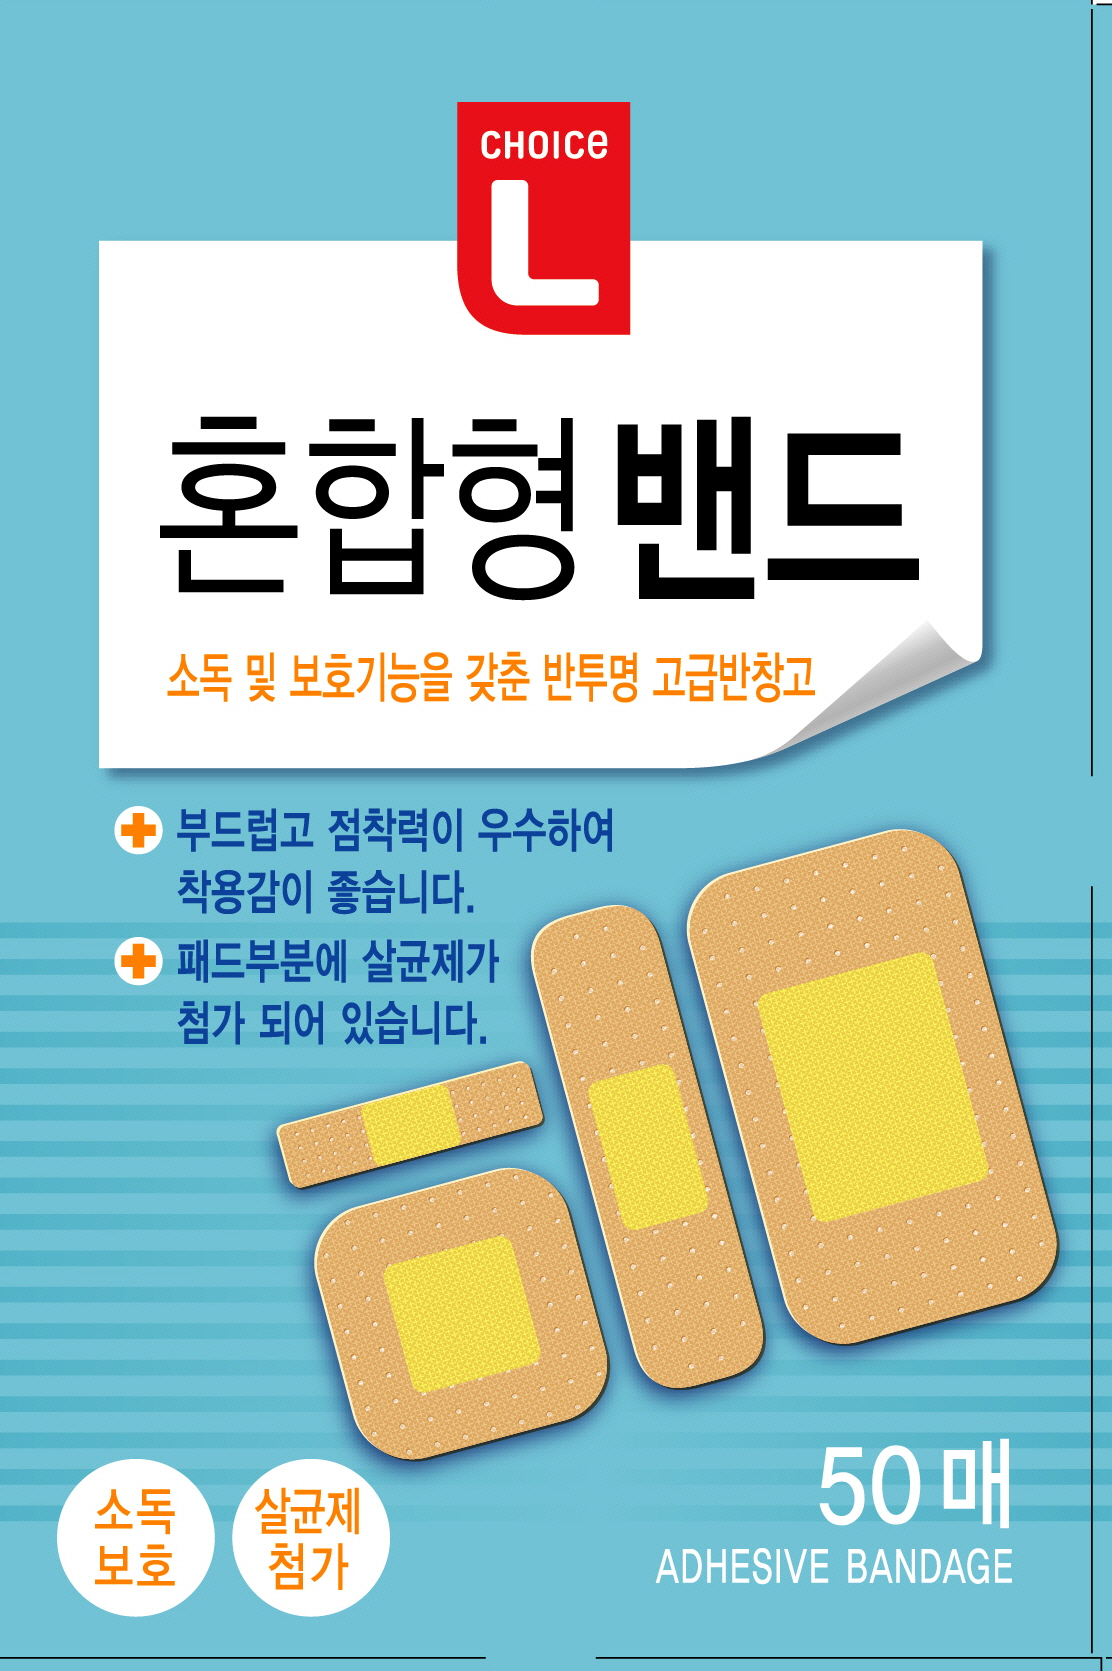 CHOICE
L
혼합형 밴드
소독 및 보호기능을 갖춘 반투명 고급반창고
부드럽고 점착력이 우수하여
착용감이 좋습니다.
패드부분에 살균제가
첨가 되어 있습니다.
소독
보호
살균제
첨가
50 매
ADHESIVE BANDAGE